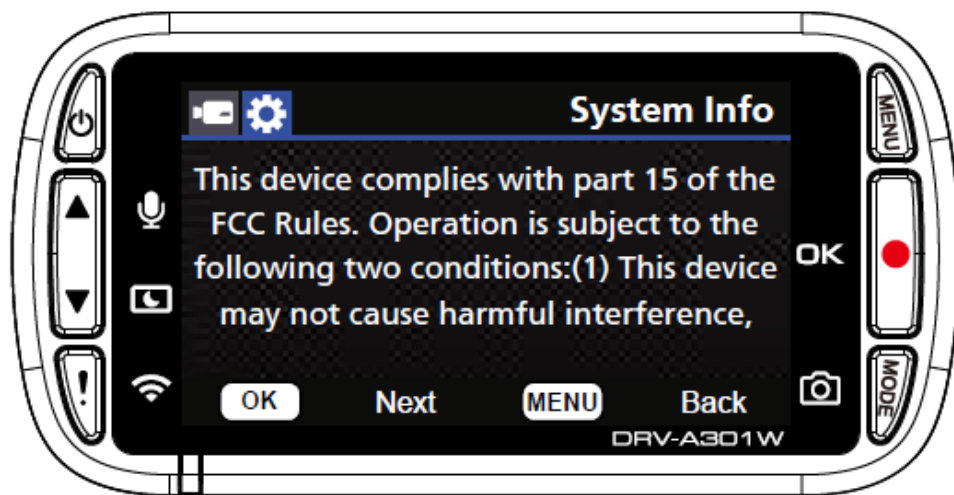 System Info
MENU
This device complies with part 15 of the
FCC Rules. Operation is subject to the
following two conditions:(1) This device
may not cause harmful interference,
OK
!
OK Next MENU Back
MODE
DRV-A301W